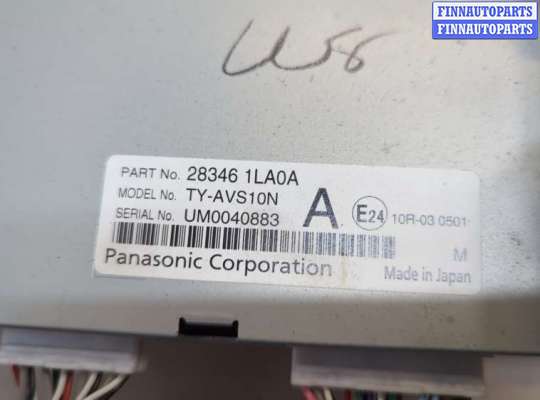 FINNAUTOPARTS
FINNAUTOPARTS
PART No. 28346 1LA0A
MODEL No. TY-AVS10N
SERIAL No. UM0040883
A
E24
10R-03 0501
M
Panasonic Corporation
Made in Japan